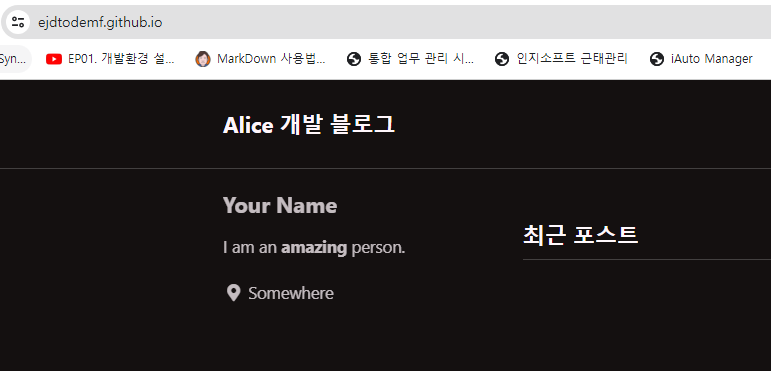 ejdtodemf.github.io
Syn... EP01. 개발환경 설... MarkDown 사용법... 통합 업무 관리 시... 인지소프트 근태관리 iAuto Manager
Alice 개발 블로그
Your Name
I am an amazing person.
Somewhere
최근 포스트